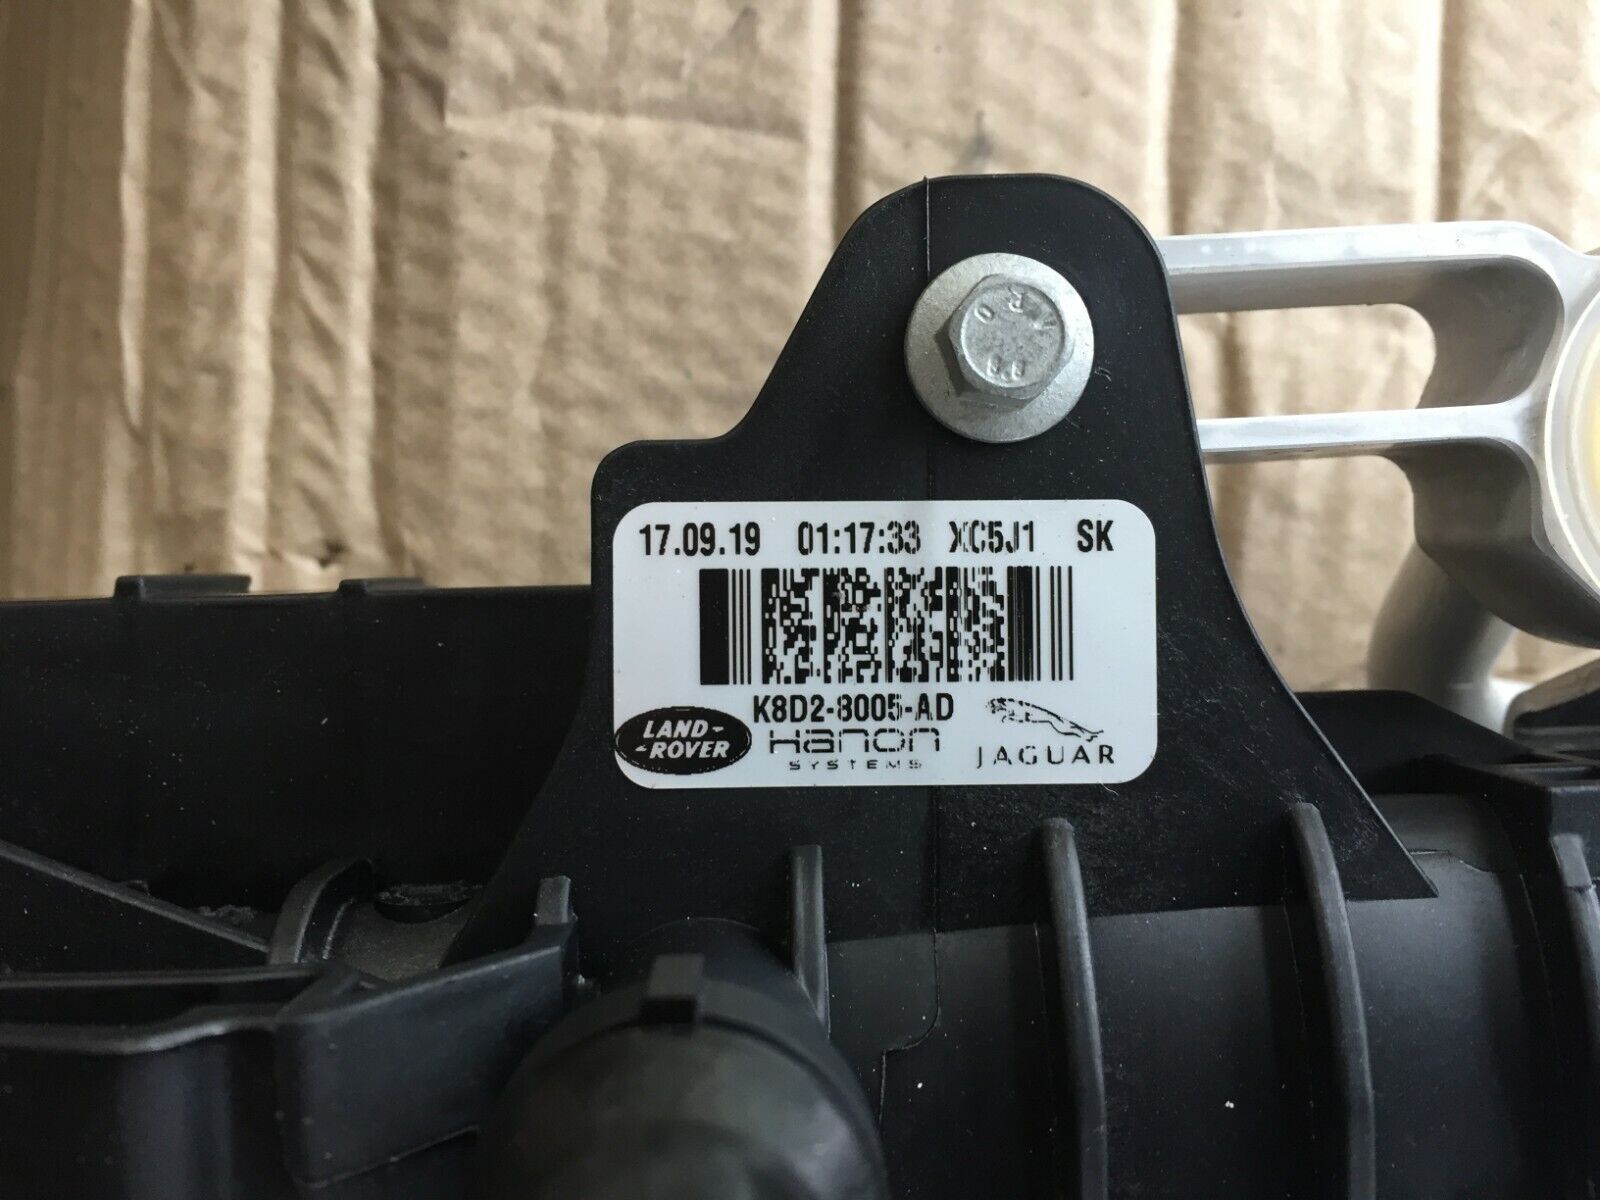 17.09.19 01:17:33 XC5J1 SK
K8D2-8005-AD
LAND-
-ROVER
Hanon
SYSTEMS
JAGUAR